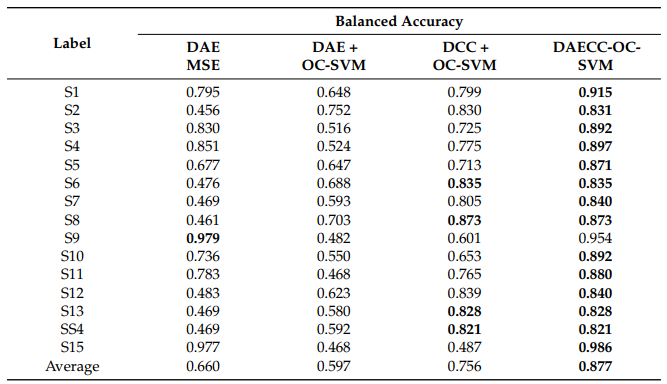 Balanced Accuracy
Label DAE MSE DAE + OC-SVM DCC + OC-SVM DAECC-OC-SVM
S1 0.795 0.648 0.799 0.915
S2 0.456 0.752 0.830 0.831
S3 0.830 0.516 0.725 0.892
S4 0.851 0.524 0.775 0.897
S5 0.677 0.647 0.713 0.871
S6 0.476 0.688 0.835 0.835
S7 0.469 0.593 0.805 0.840
S8 0.461 0.703 0.873 0.873
S9 0.979 0.482 0.601 0.954
S10 0.736 0.550 0.653 0.892
S11 0.783 0.468 0.765 0.880
S12 0.483 0.623 0.839 0.840
S13 0.469 0.580 0.828 0.828
SS4 0.469 0.592 0.821 0.821
S15 0.977 0.468 0.487 0.986
Average 0.660 0.597 0.756 0.877